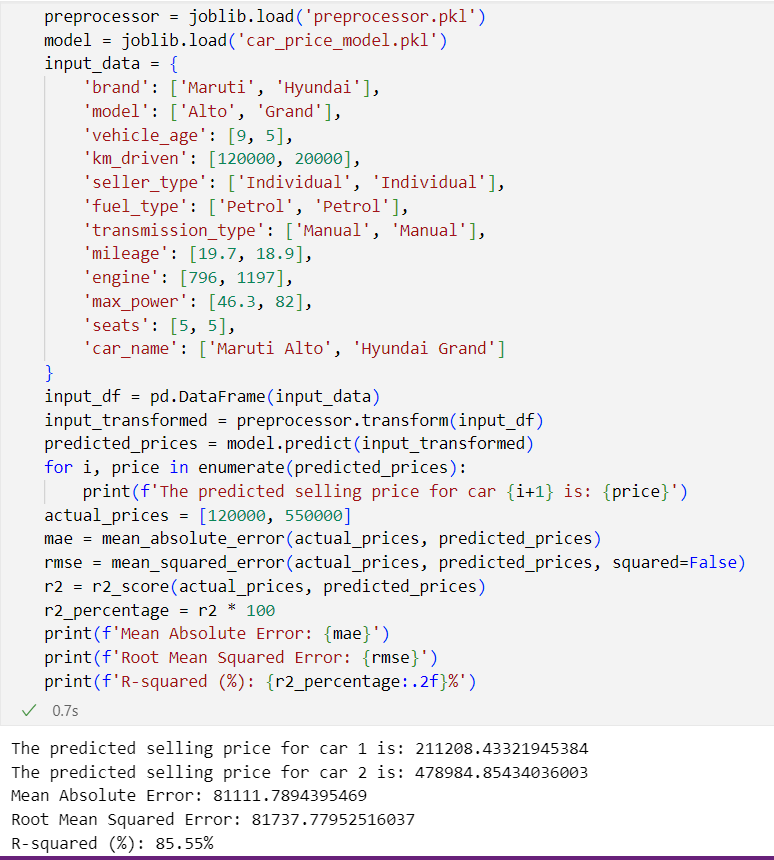 preprocessor = joblib.load('preprocessor.pkl')
model = joblib.load('car_price_model.pkl')
input_data = {
    'brand': ['Maruti', 'Hyundai'],
    'model': ['Alto', 'Grand'],
    'vehicle_age': [9, 5],
    'km_driven': [120000, 20000],
    'seller_type': ['Individual', 'Individual'],
    'fuel_type': ['Petrol', 'Petrol'],
    'transmission_type': ['Manual', 'Manual'],
    'mileage': [19.7, 18.9],
    'engine': [796, 1197],
    'max_power': [46.3, 82],
    'seats': [5, 5],
    'car_name': ['Maruti Alto', 'Hyundai Grand']
}
input_df = pd.DataFrame(input_data)
input_transformed = preprocessor.transform(input_df)
predicted_prices = model.predict(input_transformed)
for i, price in enumerate(predicted_prices):
    print(f'The predicted selling price for car {i+1} is: {price}')
actual_prices = [120000, 550000]
mae = mean_absolute_error(actual_prices, predicted_prices)
rmse = mean_squared_error(actual_prices, predicted_prices, squared=False)
r2 = r2_score(actual_prices, predicted_prices)
r2_percentage = r2 * 100
print(f'Mean Absolute Error: {mae}')
print(f'Root Mean Squared Error: {rmse}')
print(f'R-squared (%): {r2_percentage:.2f}%')
0.7s
The predicted selling price for car 1 is: 211208.43321945384
The predicted selling price for car 2 is: 478984.85434036003
Mean Absolute Error: 81111.7894395469
Root Mean Squared Error: 81737.77952516037
R-squared (%): 85.55%